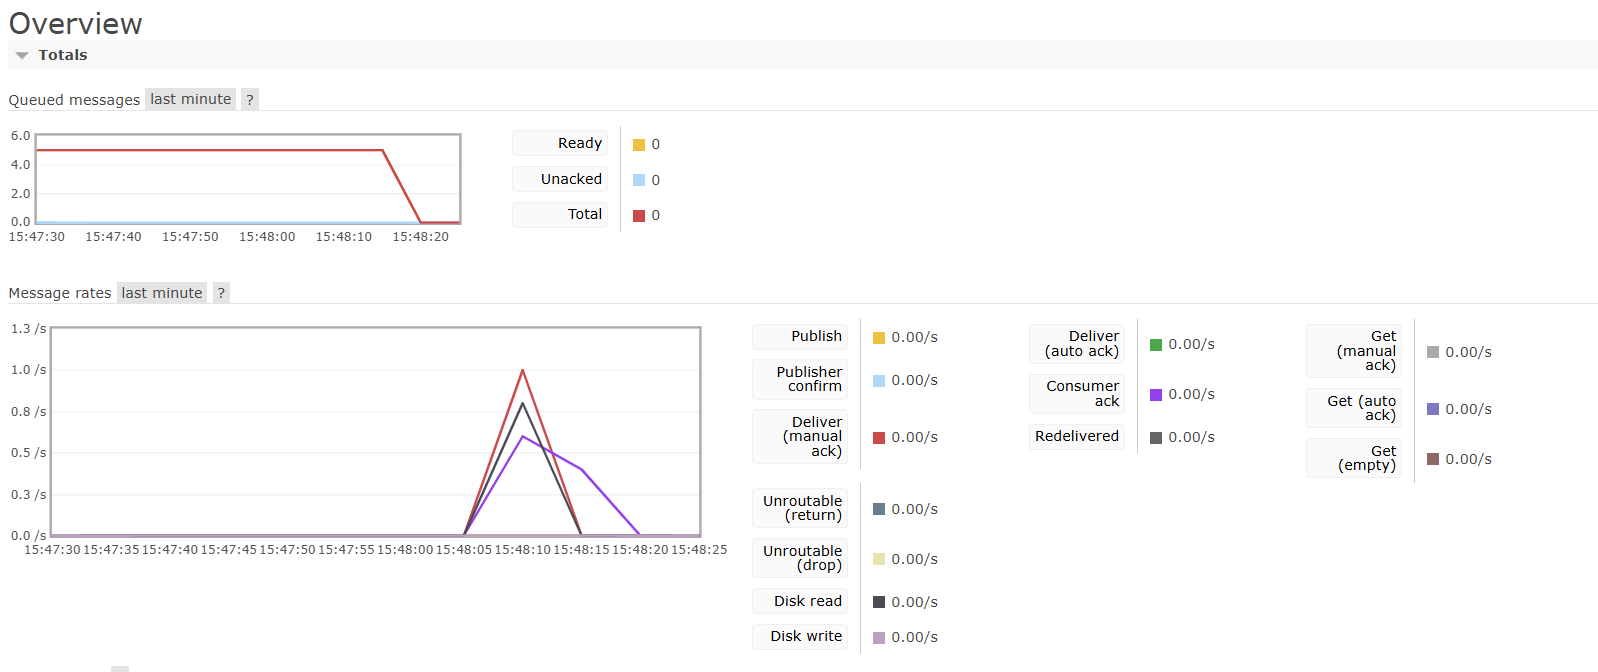 Overview
Totals
Queued messages last minute ?
6.0
4.0
2.0
0.0
15:47:30 15:47:40 15:47:50 15:48:00 15:48:10 15:48:20
Ready 0
Unacked 0
Total 0
Message rates last minute ?
1.3 /s
1.0 /s
0.8 /s
0.5 /s
0.3 /s
0.0 /s
15:47:30 15:47:35 15:47:40 15:47:45 15:47:50 15:47:55 15:48:00 15:48:05 15:48:10 15:48:15 15:48:20 15:48:25
Publish 0.00/s
Publisher
confirm 0.00/s
Deliver
(manual
ack) 0.00/s
Deliver
(auto ack) 0.00/s
Consumer
ack 0.00/s
Redelivered 0.00/s
Get
(manual
ack) 0.00/s
Get (auto
ack) 0.00/s
Get
(empty) 0.00/s
Unroutable
(return) 0.00/s
Unroutable
(drop) 0.00/s
Disk read 0.00/s
Disk write 0.00/s